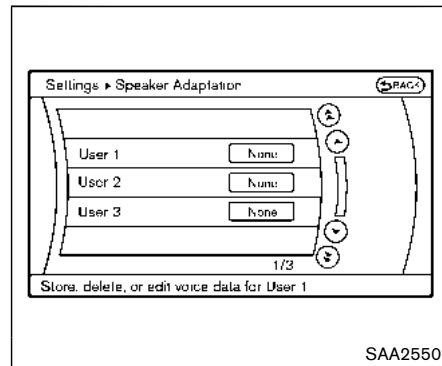 Settings ▸ Speaker Adaptation BACK
User 1 None
User 2 None
User 3 None
1/3
Store, delete, or edit voice data for User 1
SAA2550